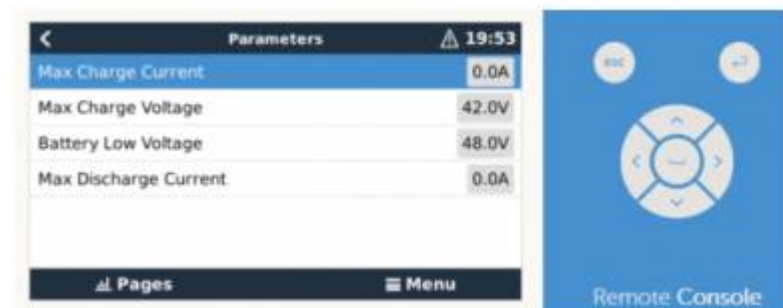 Parameters 19:53
Max Charge Current 0.0A
Max Charge Voltage 42.0V
Battery Low Voltage 48.0V
Max Discharge Current 0.0A
Pages Menu
esc
Remote Console